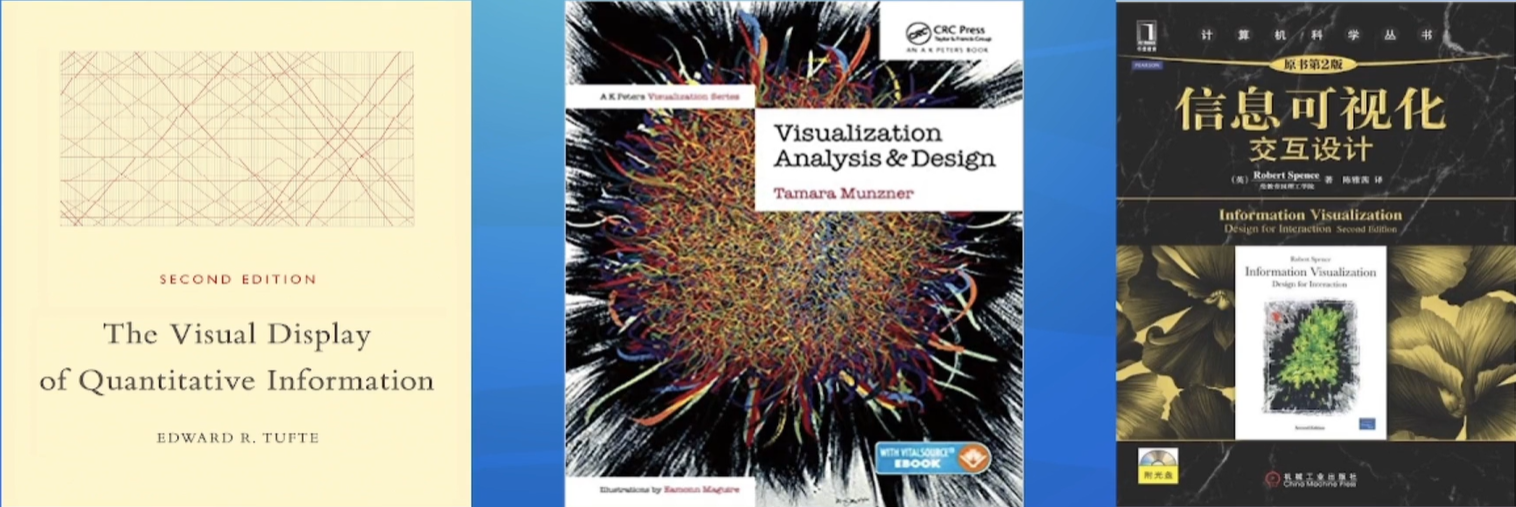 SECOND EDITION
The Visual Display
of Quantitative Information
EDWARD R. TUFTE
CRC Press
Taylor & Francis Group
AN A K PETERS BOOK
A K Peters Visualization Series
Visualization
Analysis & Design
Tamara Munzner
WITH VITALSOURCE®
EBOOK
Illustrations by Eamonn Maguire
计算机科学丛书
PEARSON
原书第2版
信息可视化
交互设计
(英) Robert Spence 著 陈雅茜 译
Information Visualization
Design for Interaction Second Edition
Robert Spence
Information Visualization
Design for Interaction
Second Edition
附光盘
机械工业出版社
China Machine Press